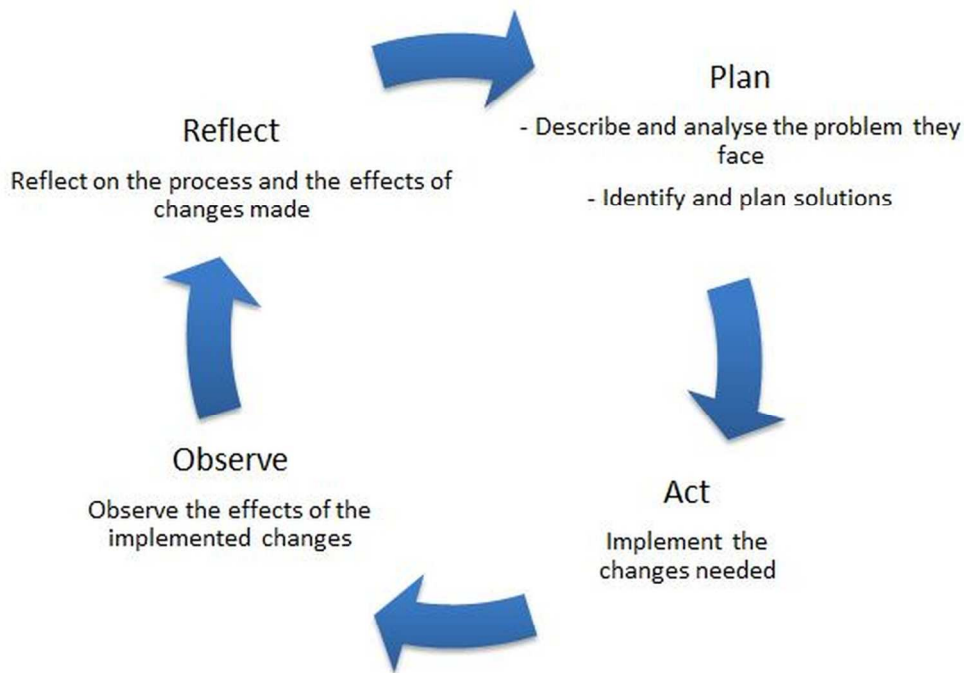 Plan
- Describe and analyse the problem they
face
- Identify and plan solutions
Act
Implement the
changes needed
Observe
Observe the effects of the
implemented changes
Reflect
Reflect on the process and the effects of
changes made